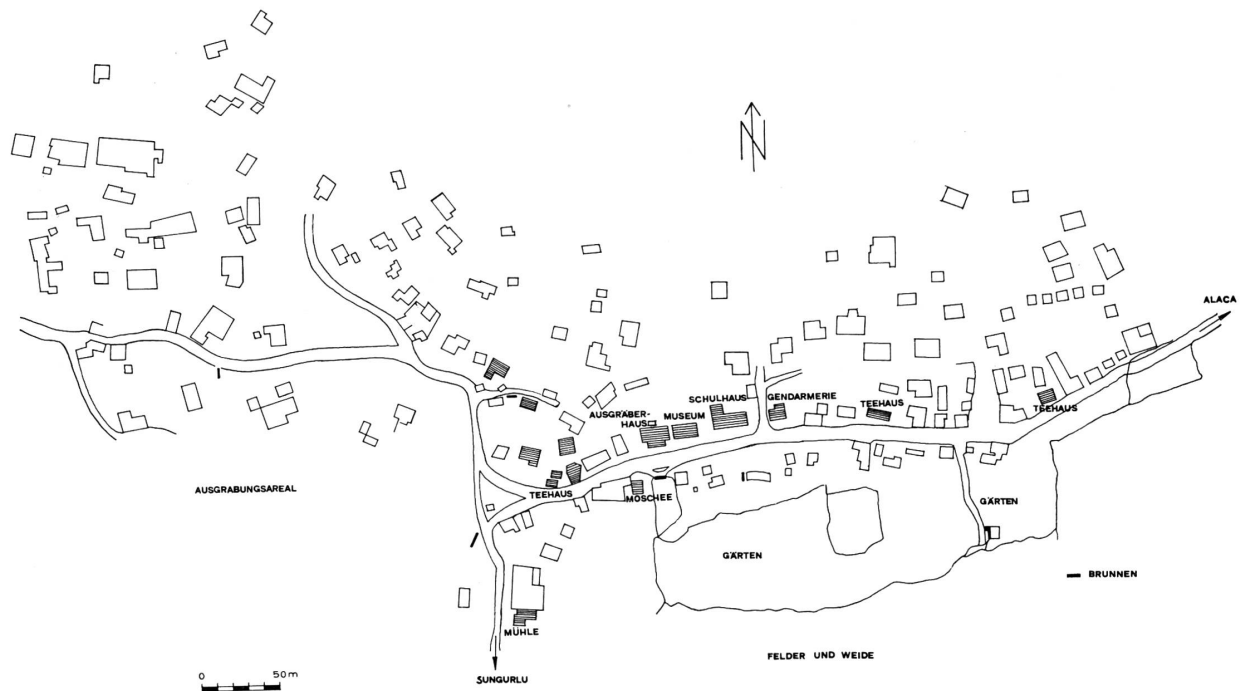 N
ALACA
SCHULHAUS
GENDARMERIE
TEEHAUS
TEEHAUS
AUSGRÄBER-
HAUS
MUSEUM
AUSGRABUNGSAREAL
TEEHAUS
MOSCHEE
GÄRTEN
GÄRTEN
BRUNNEN
MÜHLE
FELDER UND WEIDE
0 50m
SUNGURLU